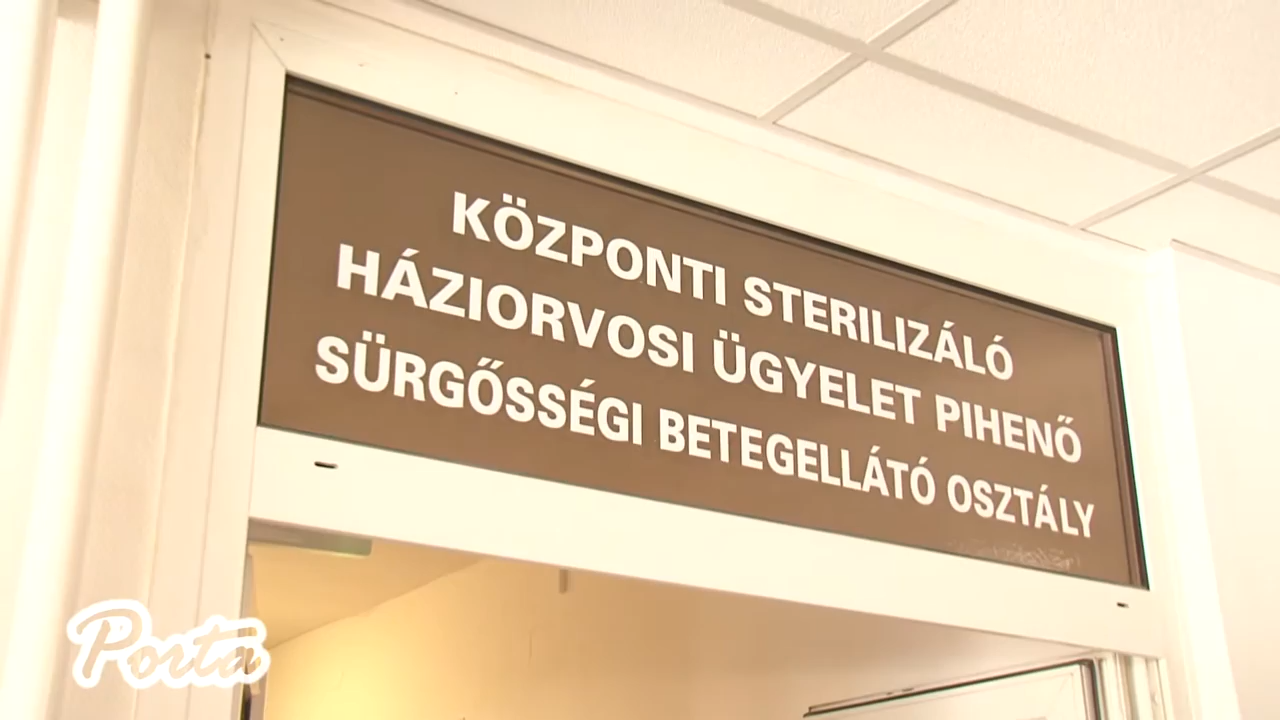 KÖZPONTI STERILIZÁLÓ
HÁZIORVOSI ÜGYELET PIHENŐ
SÜRGŐSSÉGI BETEGELLÁTÓ OSZTÁLY
Porta